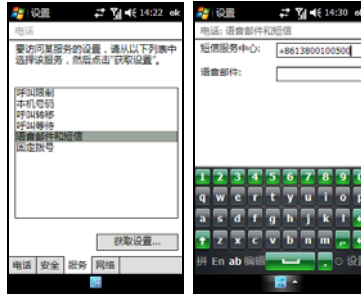 设置 14:22 ok
电话
要访问某服务的设置，请从以下列表中
选择该服务，然后点击"获取设置"。
呼叫限制
本机号码
呼叫转移
呼叫等待
语音邮件和短信
固定拨号
获取设置...
电话 安全 服务 网络
设置 14:30 ok
电话: 语音邮件和短信
短信服务中心: +8613800100500
语音邮件:
1 2 3 4 5 6 7 8 9 0
q w e r t y u i o p
a s d f g h j k l
z x c v b n m
拼 En ab 编辑 设置